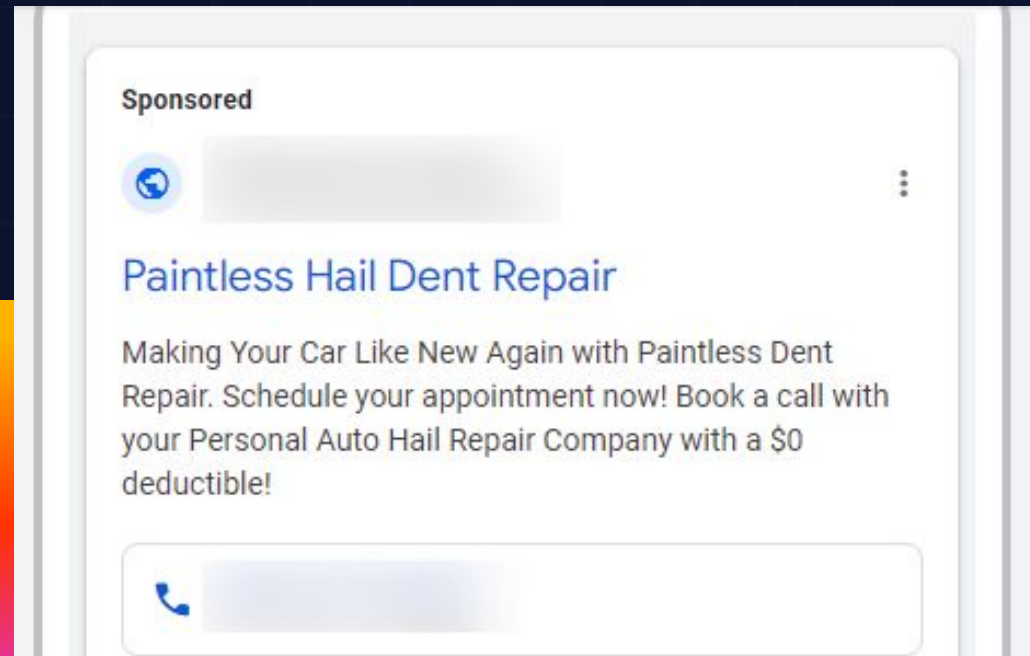 Sponsored
Paintless Hail Dent Repair
Making Your Car Like New Again with Paintless Dent
Repair. Schedule your appointment now! Book a call with
your Personal Auto Hail Repair Company with a $0
deductible!